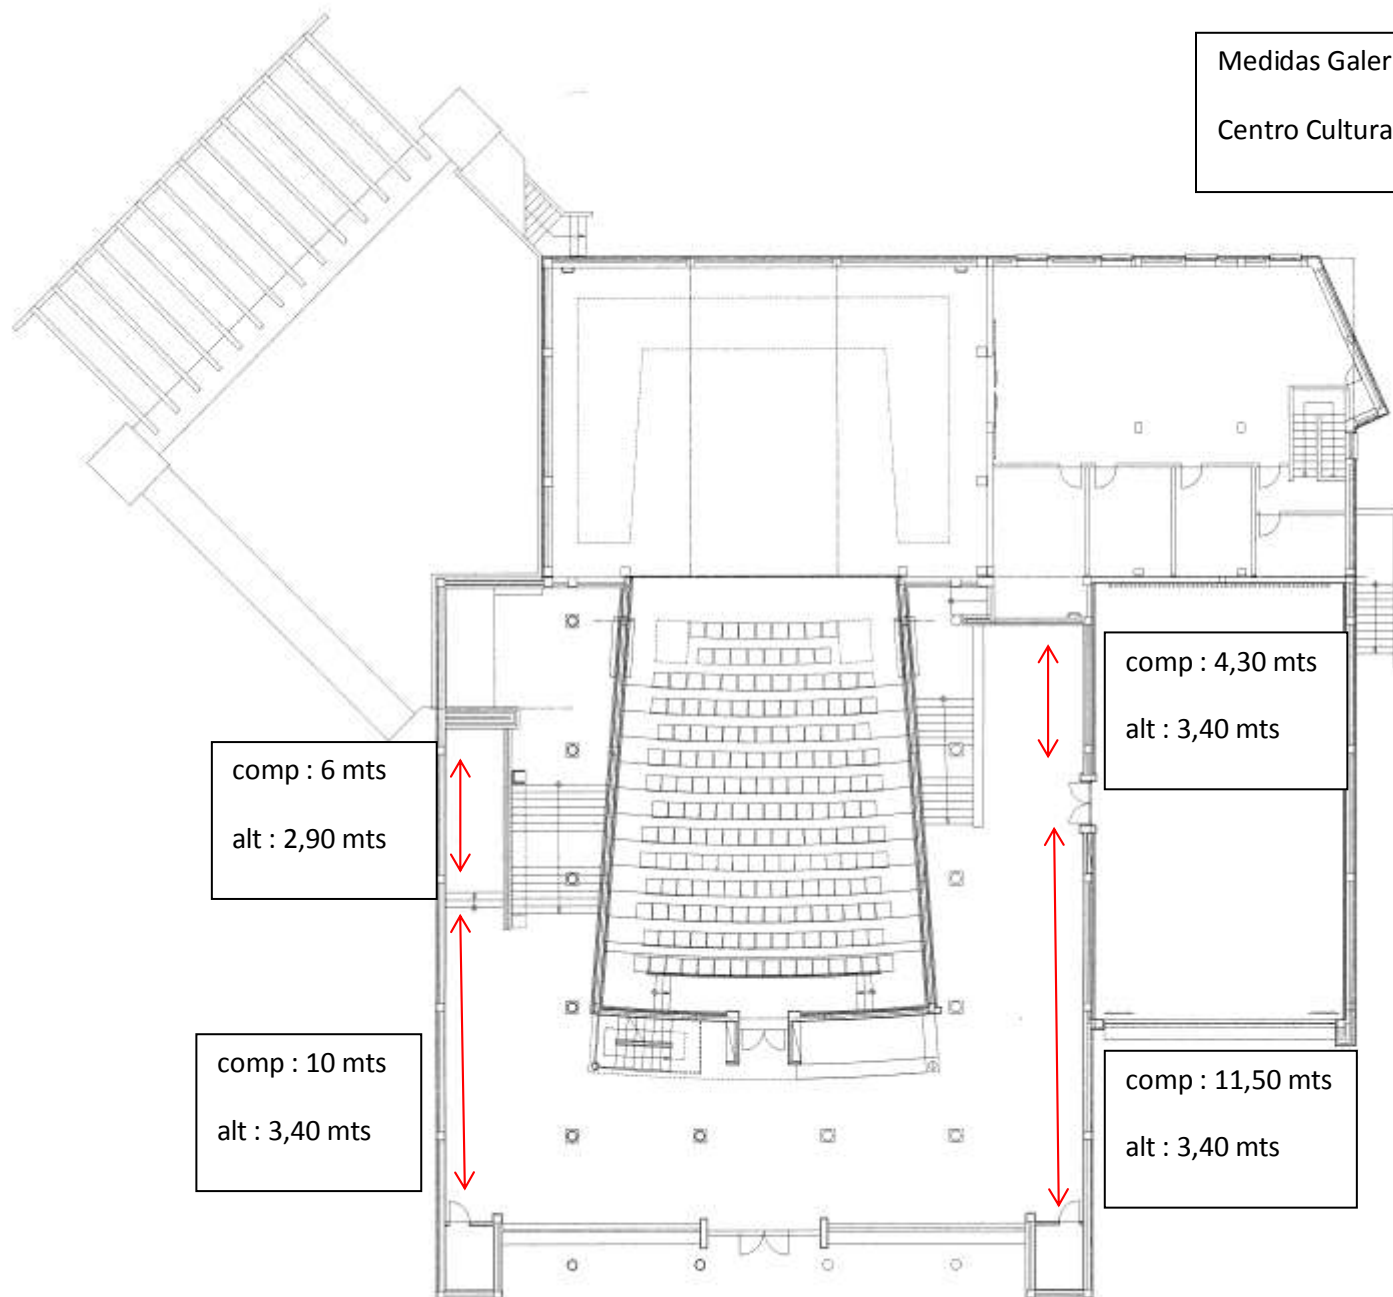 Medidas Galer
Centro Cultura
comp : 4,30 mts
alt : 3,40 mts
comp : 6 mts
alt : 2,90 mts
comp : 10 mts
alt : 3,40 mts
comp : 11,50 mts
alt : 3,40 mts